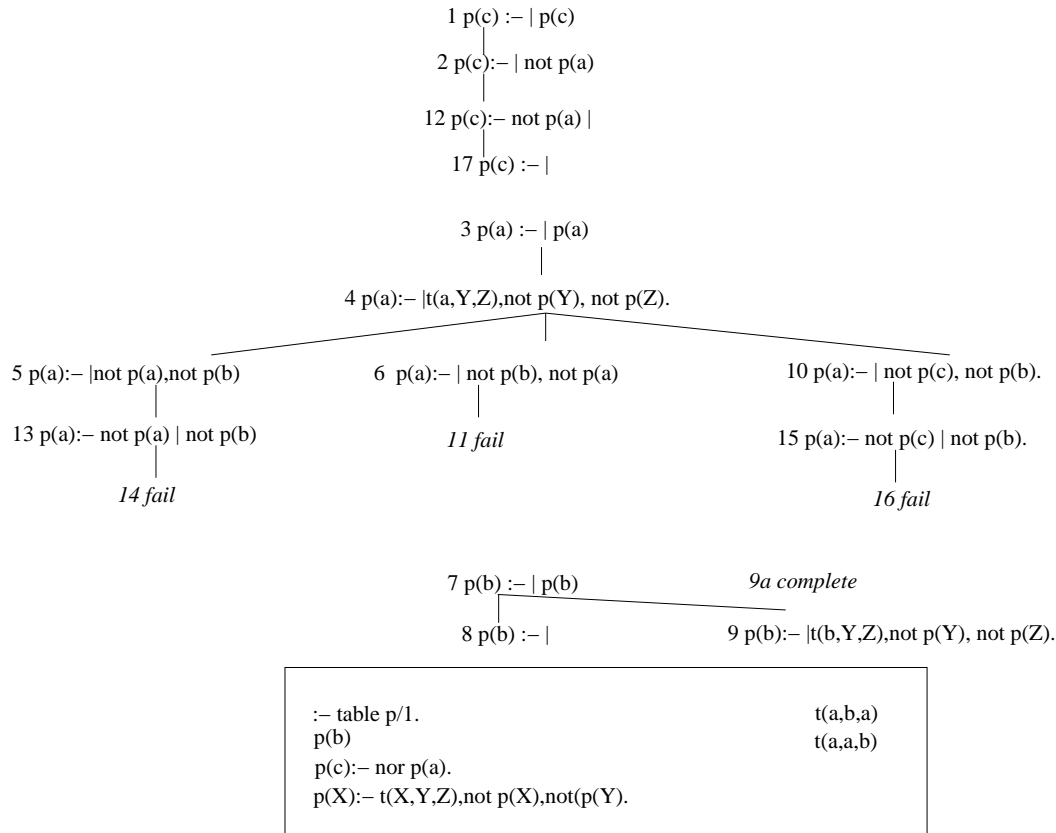 1 p(c) :– | p(c)
2 p(c):– | not p(a)
12 p(c):– not p(a) |
17 p(c) :– |
3 p(a) :– | p(a)
4 p(a):– |t(a,Y,Z),not p(Y), not p(Z).
5 p(a):– |not p(a),not p(b)
6 p(a):– | not p(b), not p(a)
10 p(a):– | not p(c), not p(b).
13 p(a):– not p(a) | not p(b)
11 fail
15 p(a):– not p(c) | not p(b).
14 fail
16 fail
7 p(b) :– | p(b)
9a complete
8 p(b) :– |
9 p(b):– |t(b,Y,Z),not p(Y), not p(Z).
:– table p/1.
t(a,b,a)
p(b)
t(a,a,b)
p(c):– nor p(a).
p(X):– t(X,Y,Z),not p(X),not(p(Y).